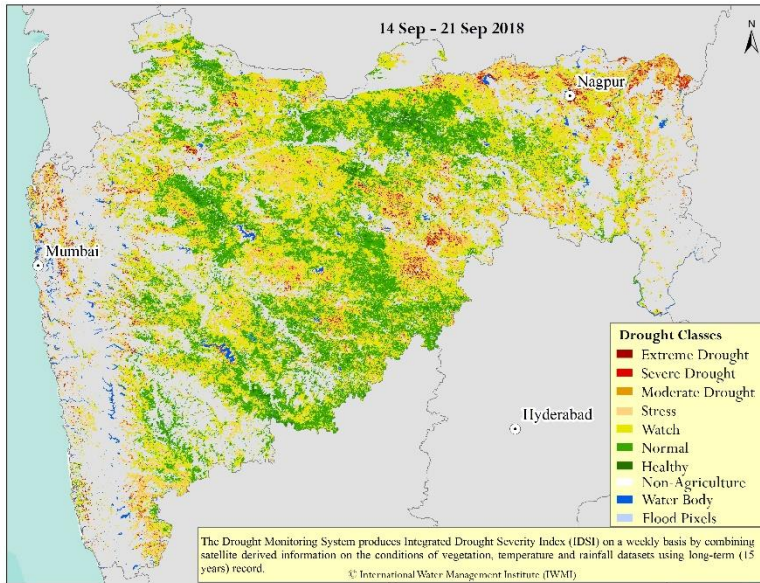 14 Sep - 21 Sep 2018
N
Nagpur
Mumbai
Hyderabad
Drought Classes
Extreme Drought
Severe Drought
Moderate Drought
Stress
Watch
Normal
Healthy
Non-Agriculture
Water Body
Flood Pixels
The Drought Monitoring System produces Integrated Drought Severity Index (IDSI) on a weekly basis by combining
satellite derived information on the conditions of vegetation, temperature and rainfall datasets using long-term (15
years) record.
© International Water Management Institute (IWMI)